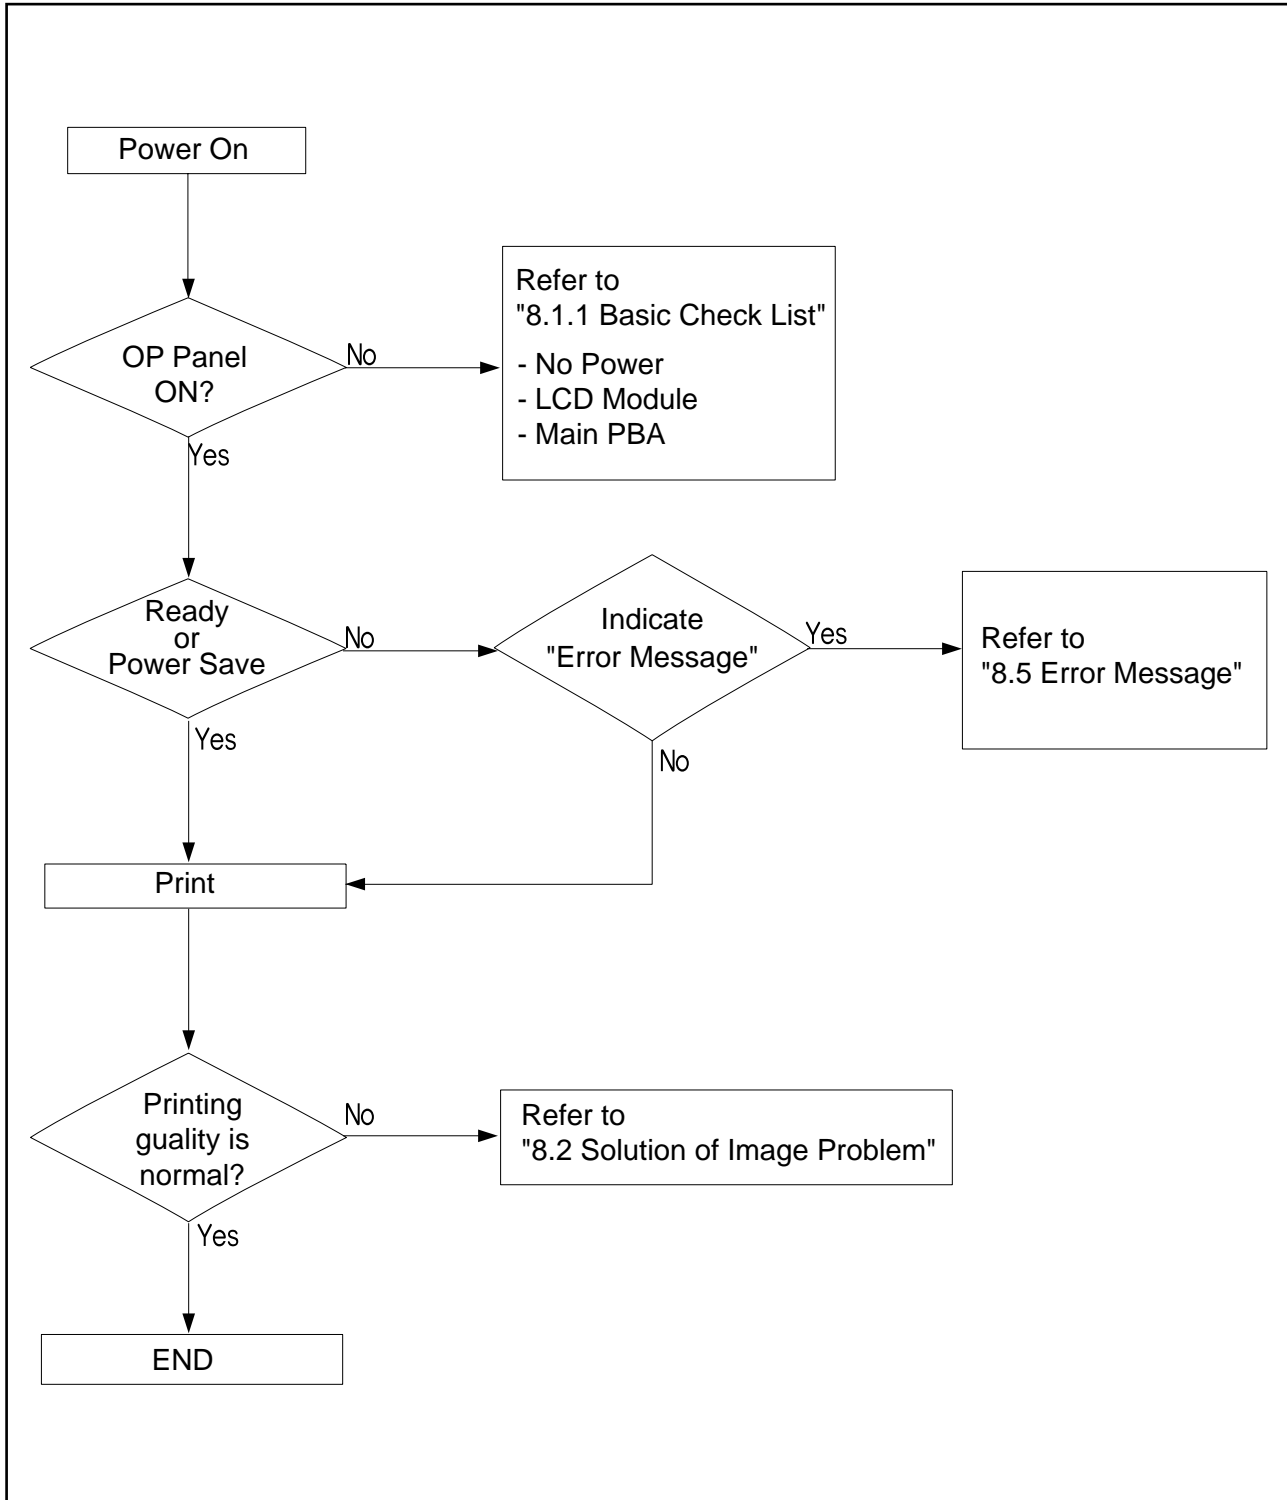 Power On
OP Panel
ON?
No
Refer to
"8.1.1 Basic Check List"
- No Power
- LCD Module
- Main PBA
Yes
Ready
or
Power Save
No
Indicate
"Error Message"
Yes
Refer to
"8.5 Error Message"
Yes
No
Print
Printing
guality is
normal?
No
Refer to
"8.2 Solution of Image Problem"
Yes
END